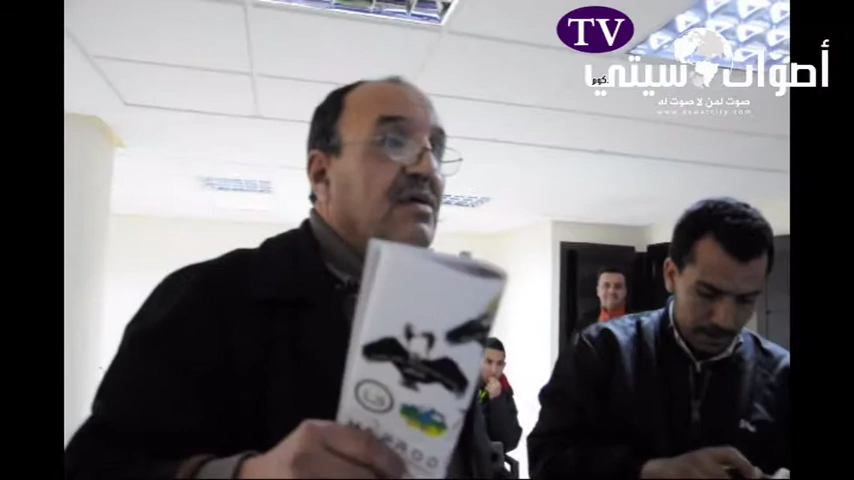 TV
أصوات سيتي
.كوم
صوت لمن لا صوت له
www.aswatcity.com